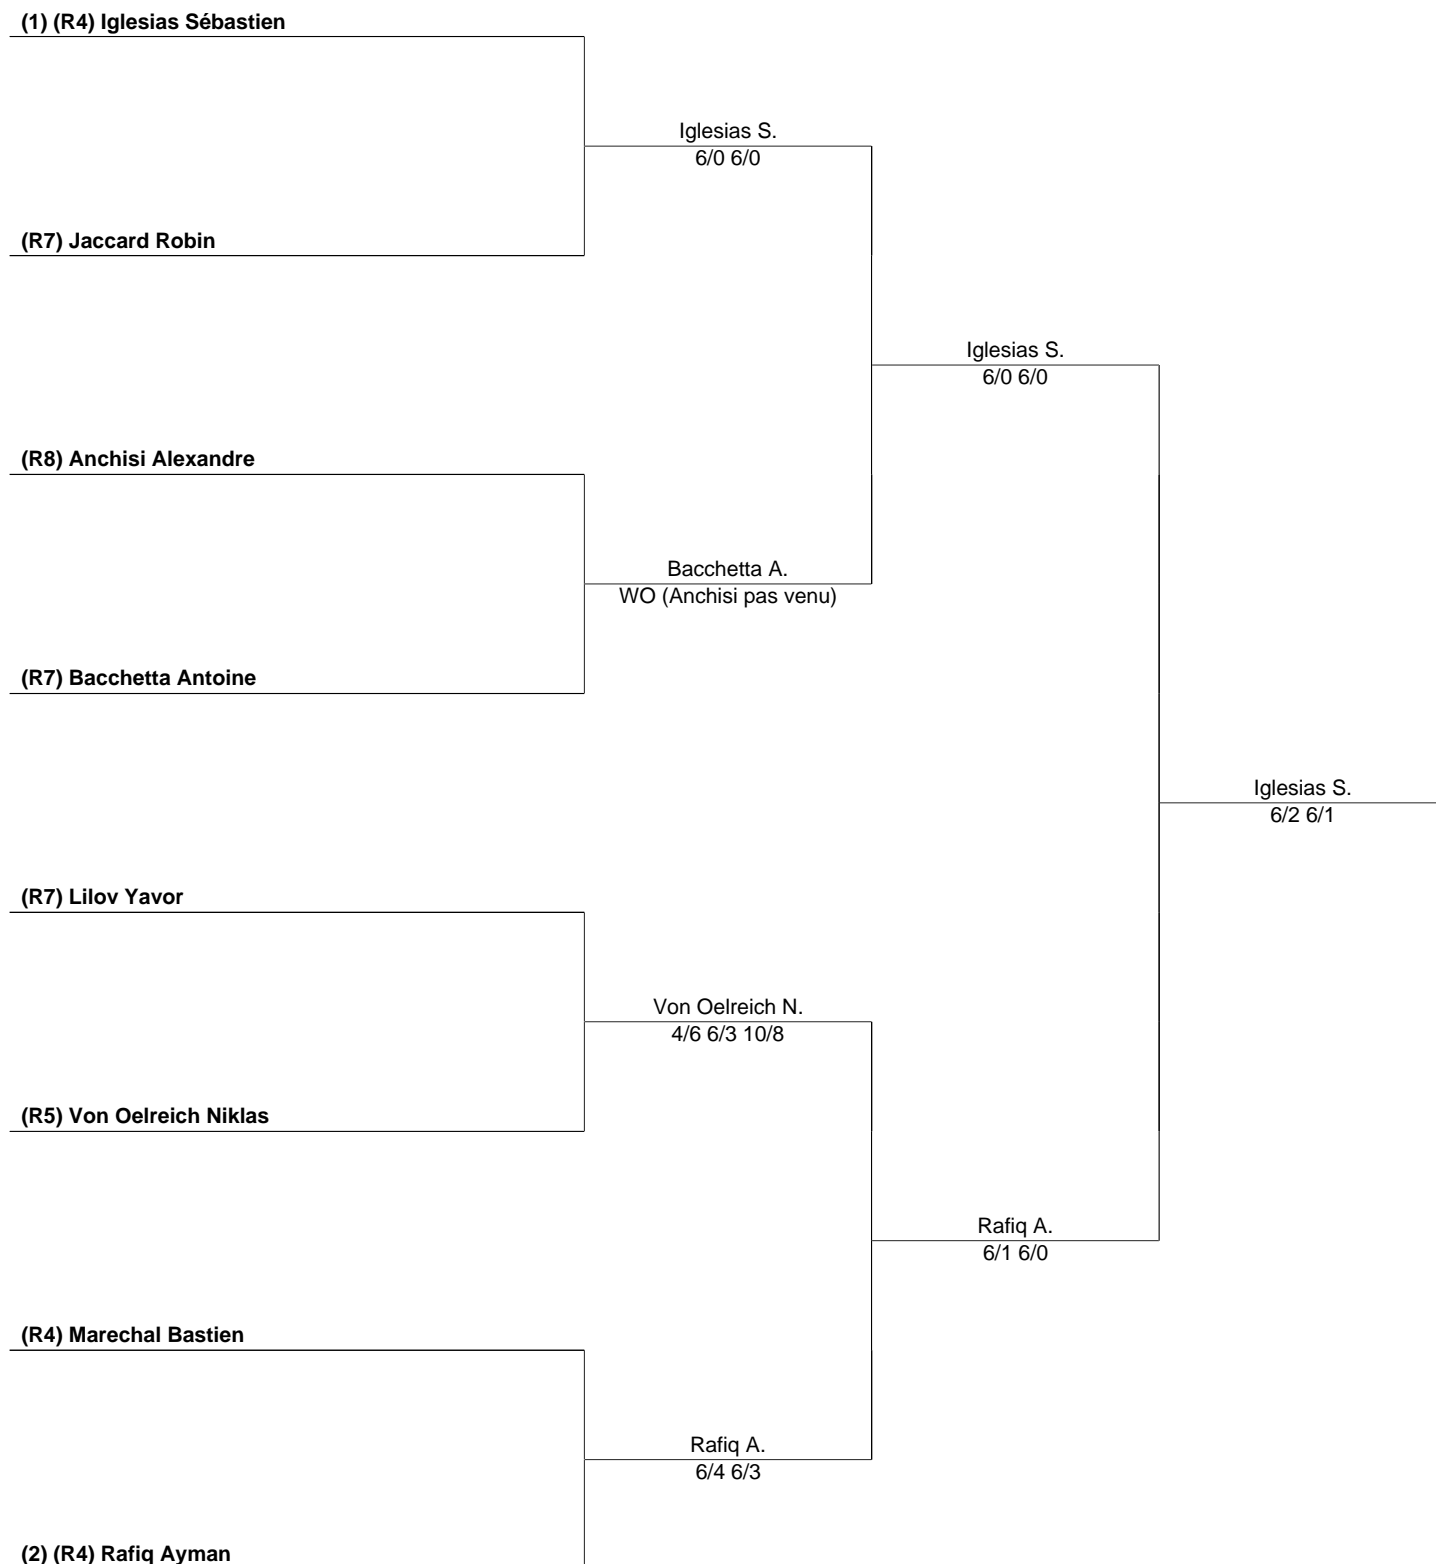 (1) (R4) Iglesias Sébastien
Iglesias S.
6/0 6/0
(R7) Jaccard Robin
Iglesias S.
6/0 6/0
(R8) Anchisi Alexandre
Bacchetta A.
WO (Anchisi pas venu)
(R7) Bacchetta Antoine
Iglesias S.
6/2 6/1
(R7) Lilov Yavor
Von Oelreich N.
4/6 6/3 10/8
(R5) Von Oelreich Niklas
Rafiq A.
6/1 6/0
(R4) Marechal Bastien
Rafiq A.
6/4 6/3
(2) (R4) Rafiq Ayman